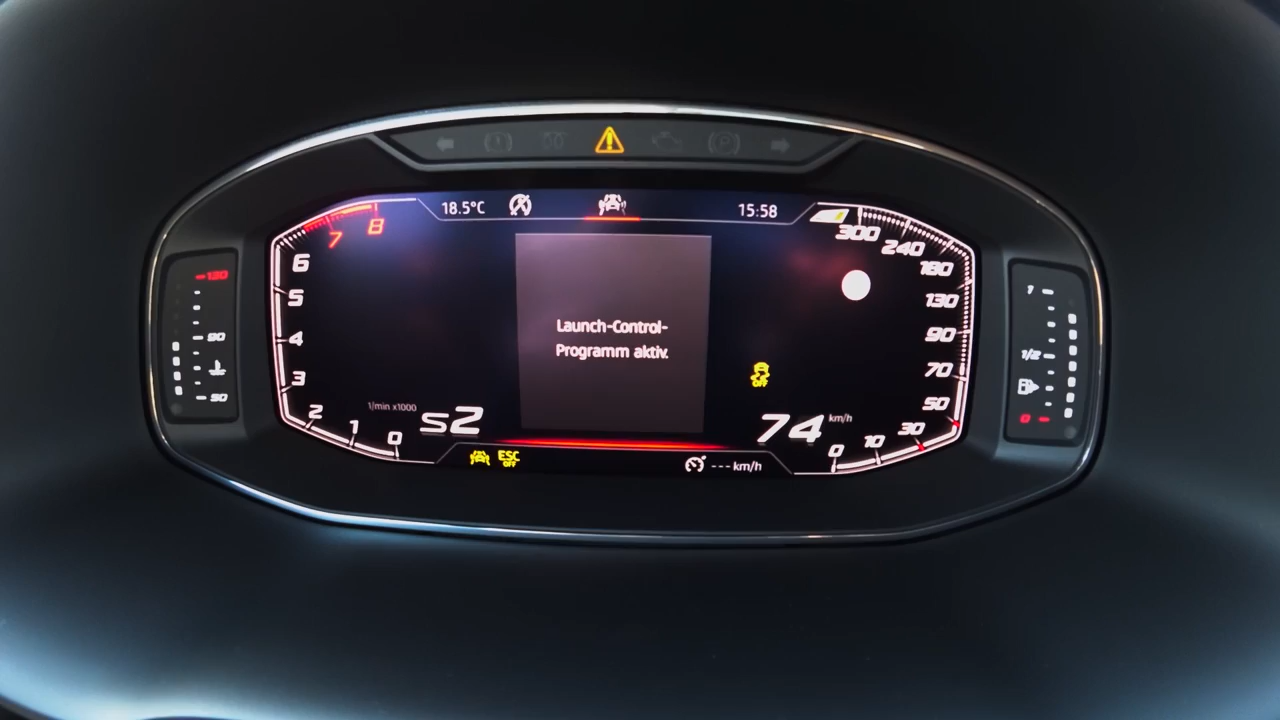 18.5°C
15:58
8
7
6
5
4
3
2
1
0
1/min x1000
S2
Launch-Control-
Programm aktiv.
OFF
74 km/h
300
240
180
130
90
70
50
30
10
0
ESC
OFF
--- km/h
130
90
50
1
1/2
0
P